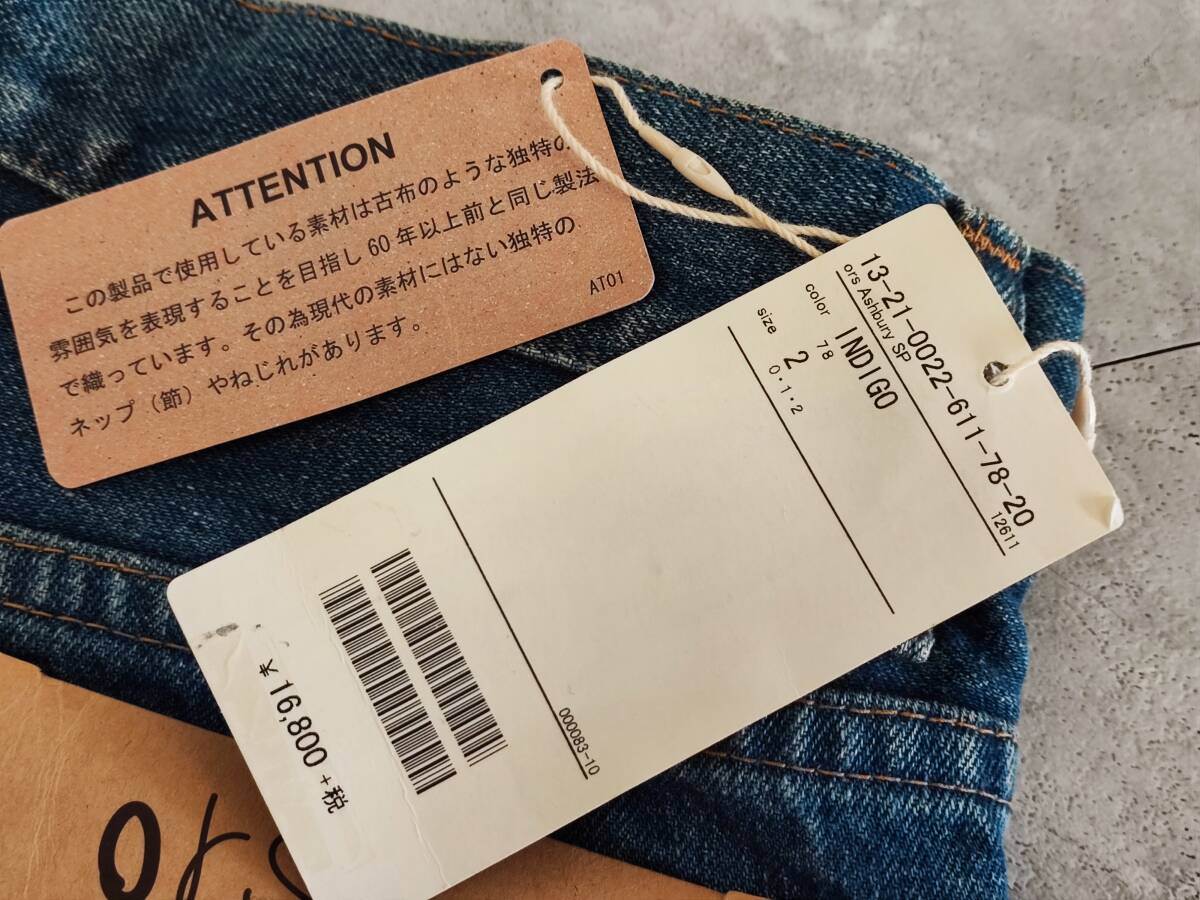 ATTENTION
この製品で使用している素材は古布のような独特の
雰囲気を表現することを目指し 60 年以上前と同じ製法
で織っています。その為現代の素材にはない独特の
ネップ（節）やねじれがあります。
AT01
13-21-0022-611-78-20
ors Ashbury SP
12611
color
78
INDIGO
size
2
0・1・2
000083-10
¥16,800 +税